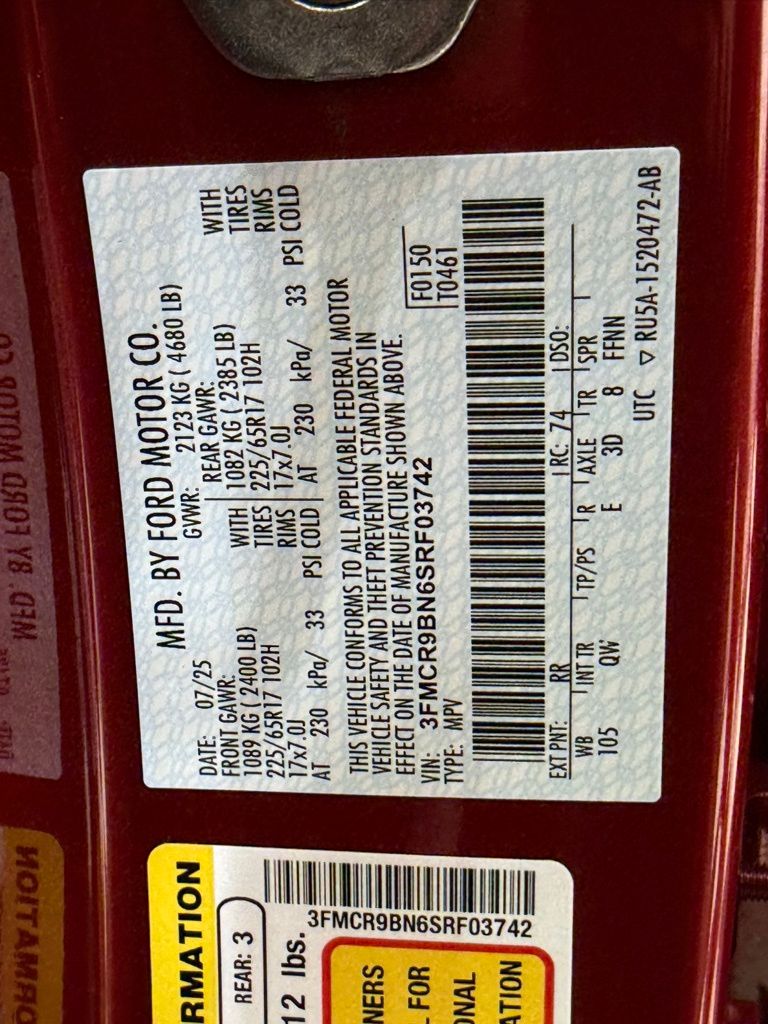 MFD. BY FORD MOTOR CO.
DATE: 07/25 GVWR: 2123 KG ( 4680 LB)
FRONT GAWR: REAR GAWR:
1089 KG ( 2400 LB) WITH 1082 KG ( 2385 LB) WITH
225/65R17 102H TIRES 225/65R17 102H TIRES
17x7.0J RIMS 17x7.0J RIMS
AT 230 kPa/ 33 PSI COLD AT 230 kPa/ 33 PSI COLD
THIS VEHICLE CONFORMS TO ALL APPLICABLE FEDERAL MOTOR
VEHICLE SAFETY AND THEFT PREVENTION STANDARDS IN
EFFECT ON THE DATE OF MANUFACTURE SHOWN ABOVE.
VIN: 3FMCR9BN6SRF03742 F0150
TYPE: MPV T0461
EXT PNT: RR RC: 74 DSO:
WB INT TR TP/PS R AXLE TR SPR
105 QW E 3D 8 FFNN
UTC ▽ RU5A-1520472-AB
RMATION
REAR: 3
12 lbs.
3FMCR9BN6SRF03742
NERS
L FOR
ONAL
ATION